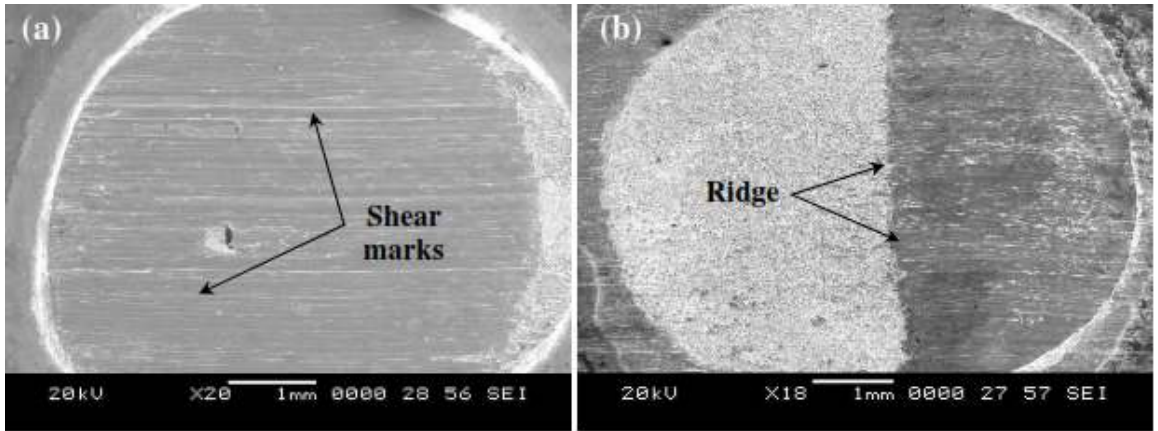 (a)
Shear
marks
20kV X20 1mm 0000 28 56 SEI
(b)
Ridge
20kV X18 1mm 0000 27 57 SEI